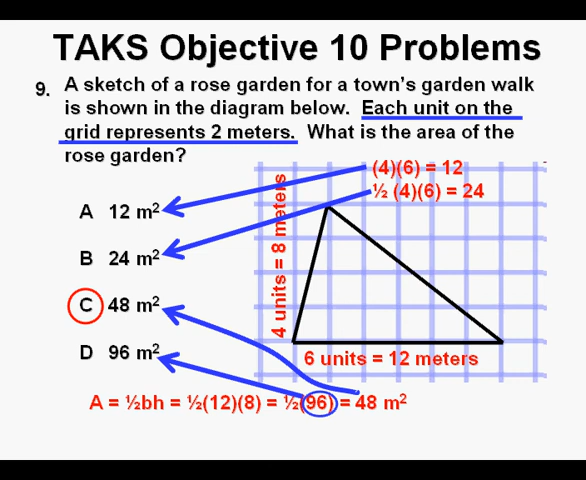 TAKS Objective 10 Problems
9. A sketch of a rose garden for a town's garden walk
is shown in the diagram below. Each unit on the
grid represents 2 meters. What is the area of the
rose garden?
(4)(6) = 12
½ (4)(6) = 24
A 12 m²
B 24 m²
C 48 m²
D 96 m²
4 units = 8 meters
6 units = 12 meters
A = ½bh = ½(12)(8) = ½(96) = 48 m²